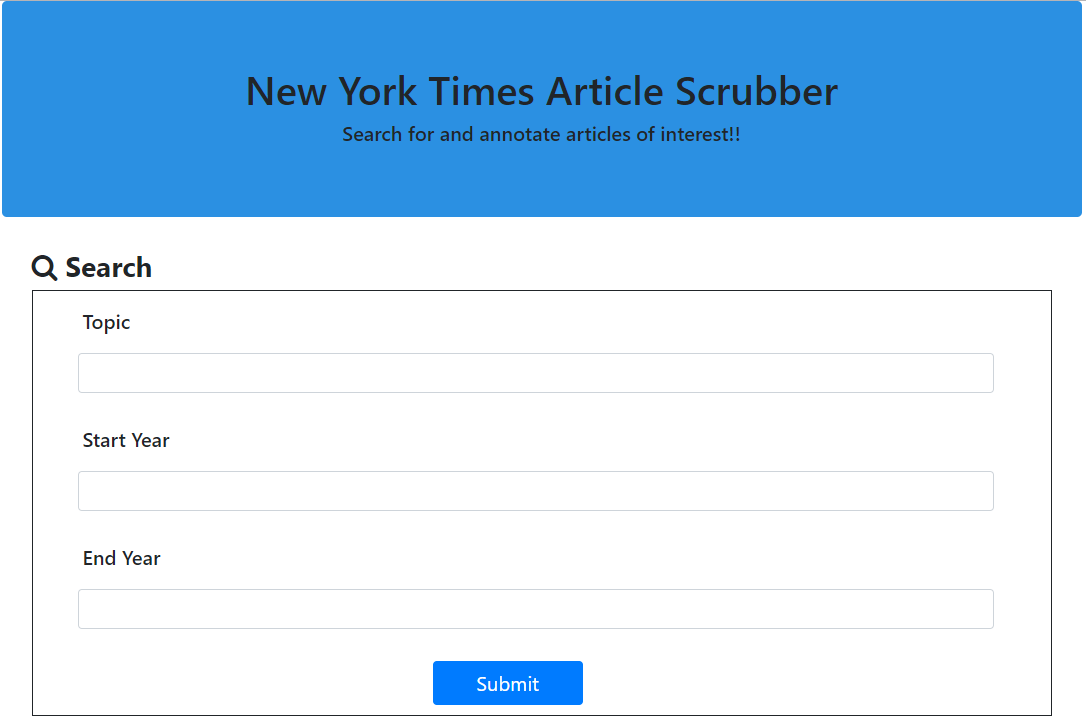 New York Times Article Scrubber
Search for and annotate articles of interest!!
Search
Topic
Start Year
End Year
Submit